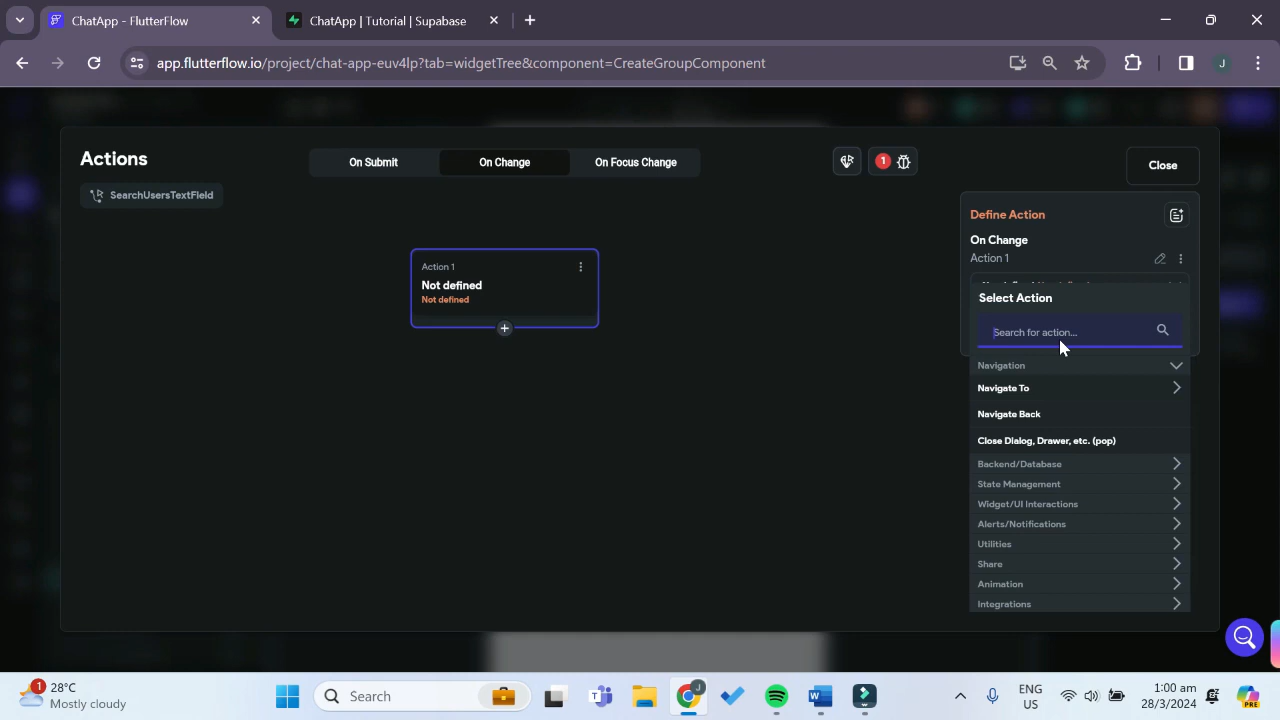 ChatApp - FlutterFlow
ChatApp | Tutorial | Supabase
app.flutterflow.io/project/chat-app-euv4lp?tab=widgetTree&component=CreateGroupComponent
J
Actions
On Submit
On Change
On Focus Change
1
Close
SearchUsersTextField
Define Action
On Change
Action 1
Action 1
Not defined
Not defined
Select Action
Search for action...
Navigation
Navigate To
Navigate Back
Close Dialog, Drawer, etc. (pop)
Backend/Database
State Management
Widget/UI Interactions
Alerts/Notifications
Utilities
Share
Animation
Integrations
1
28°C
Mostly cloudy
Search
J
ENG
US
1:00 am
28/3/2024
PRE